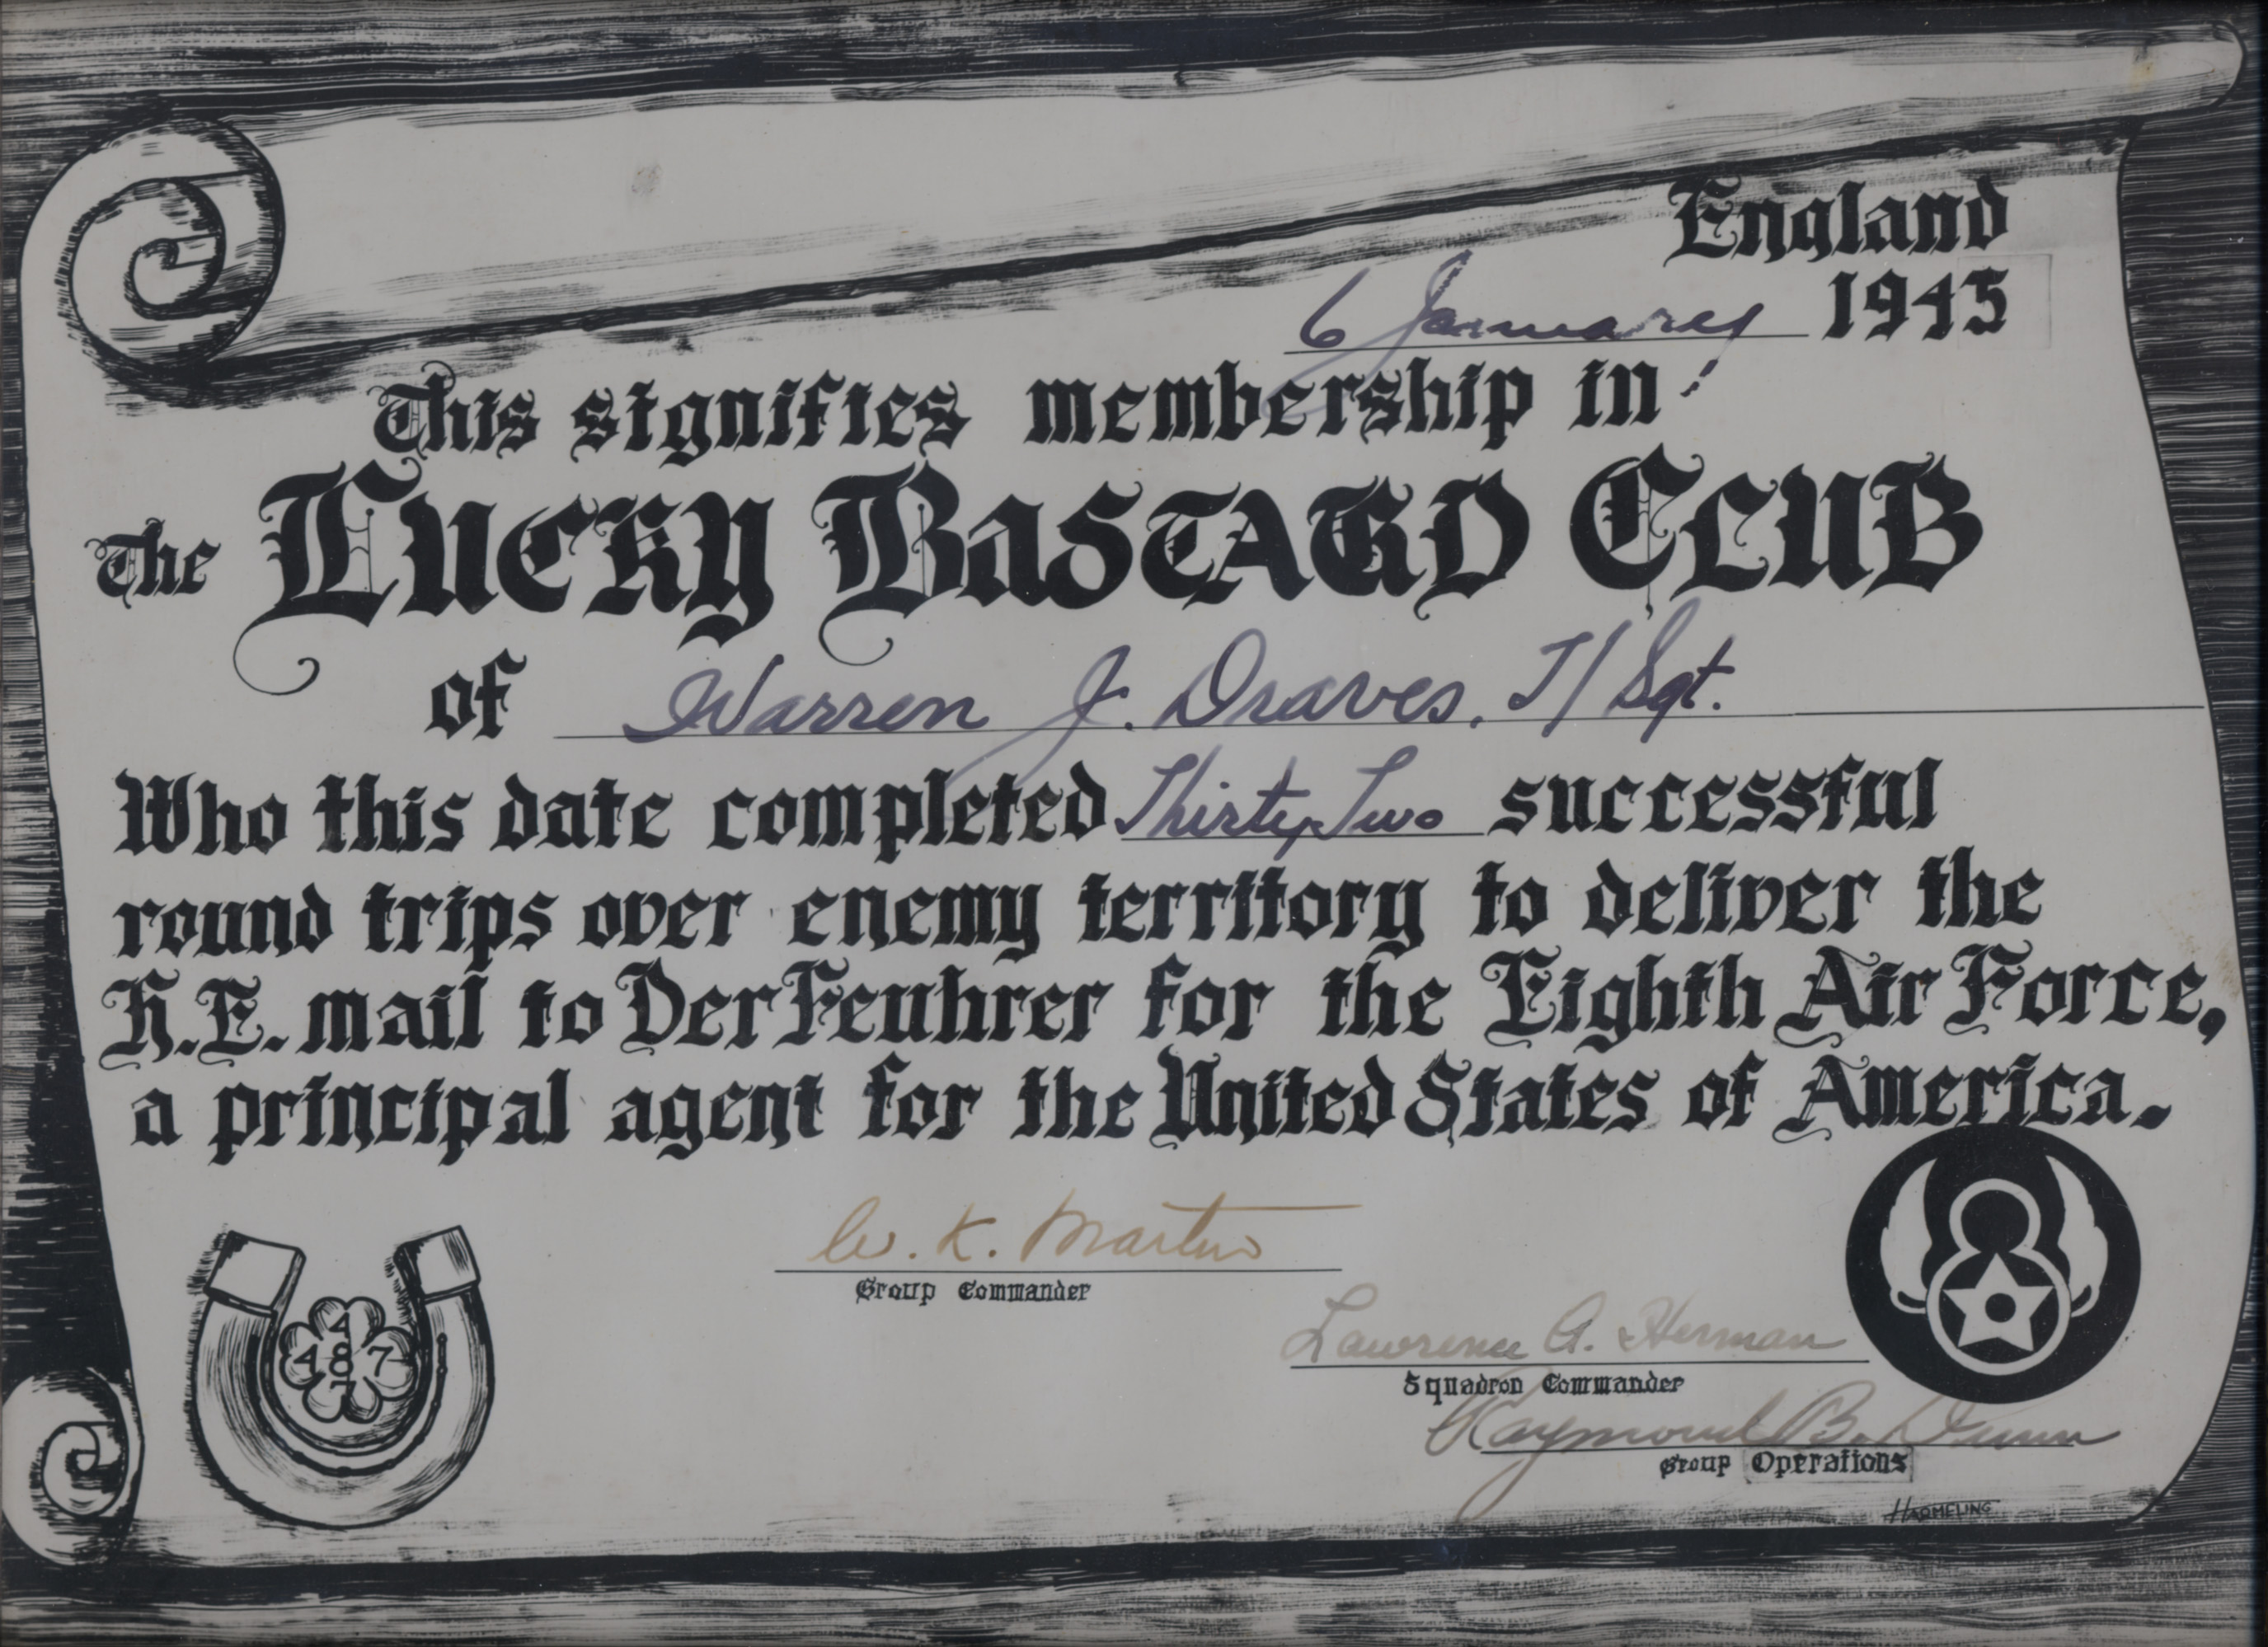 England
6 January 1945
This signifies membership in:
The Lucky Bastard Club
of Warren J. Draves, T/Sgt.
Who this date completed Thirty Two successful
round trips over enemy territory to deliver the
H.E. mail to Der Feuhrer for the Eighth Air Force,
a principal agent for the United States of America.
W. K. Martin
Group Commander
Lawrence A. Herman
Squadron Commander
Raymond B. Dunn
Group Operations
4
487
7
HARMELING